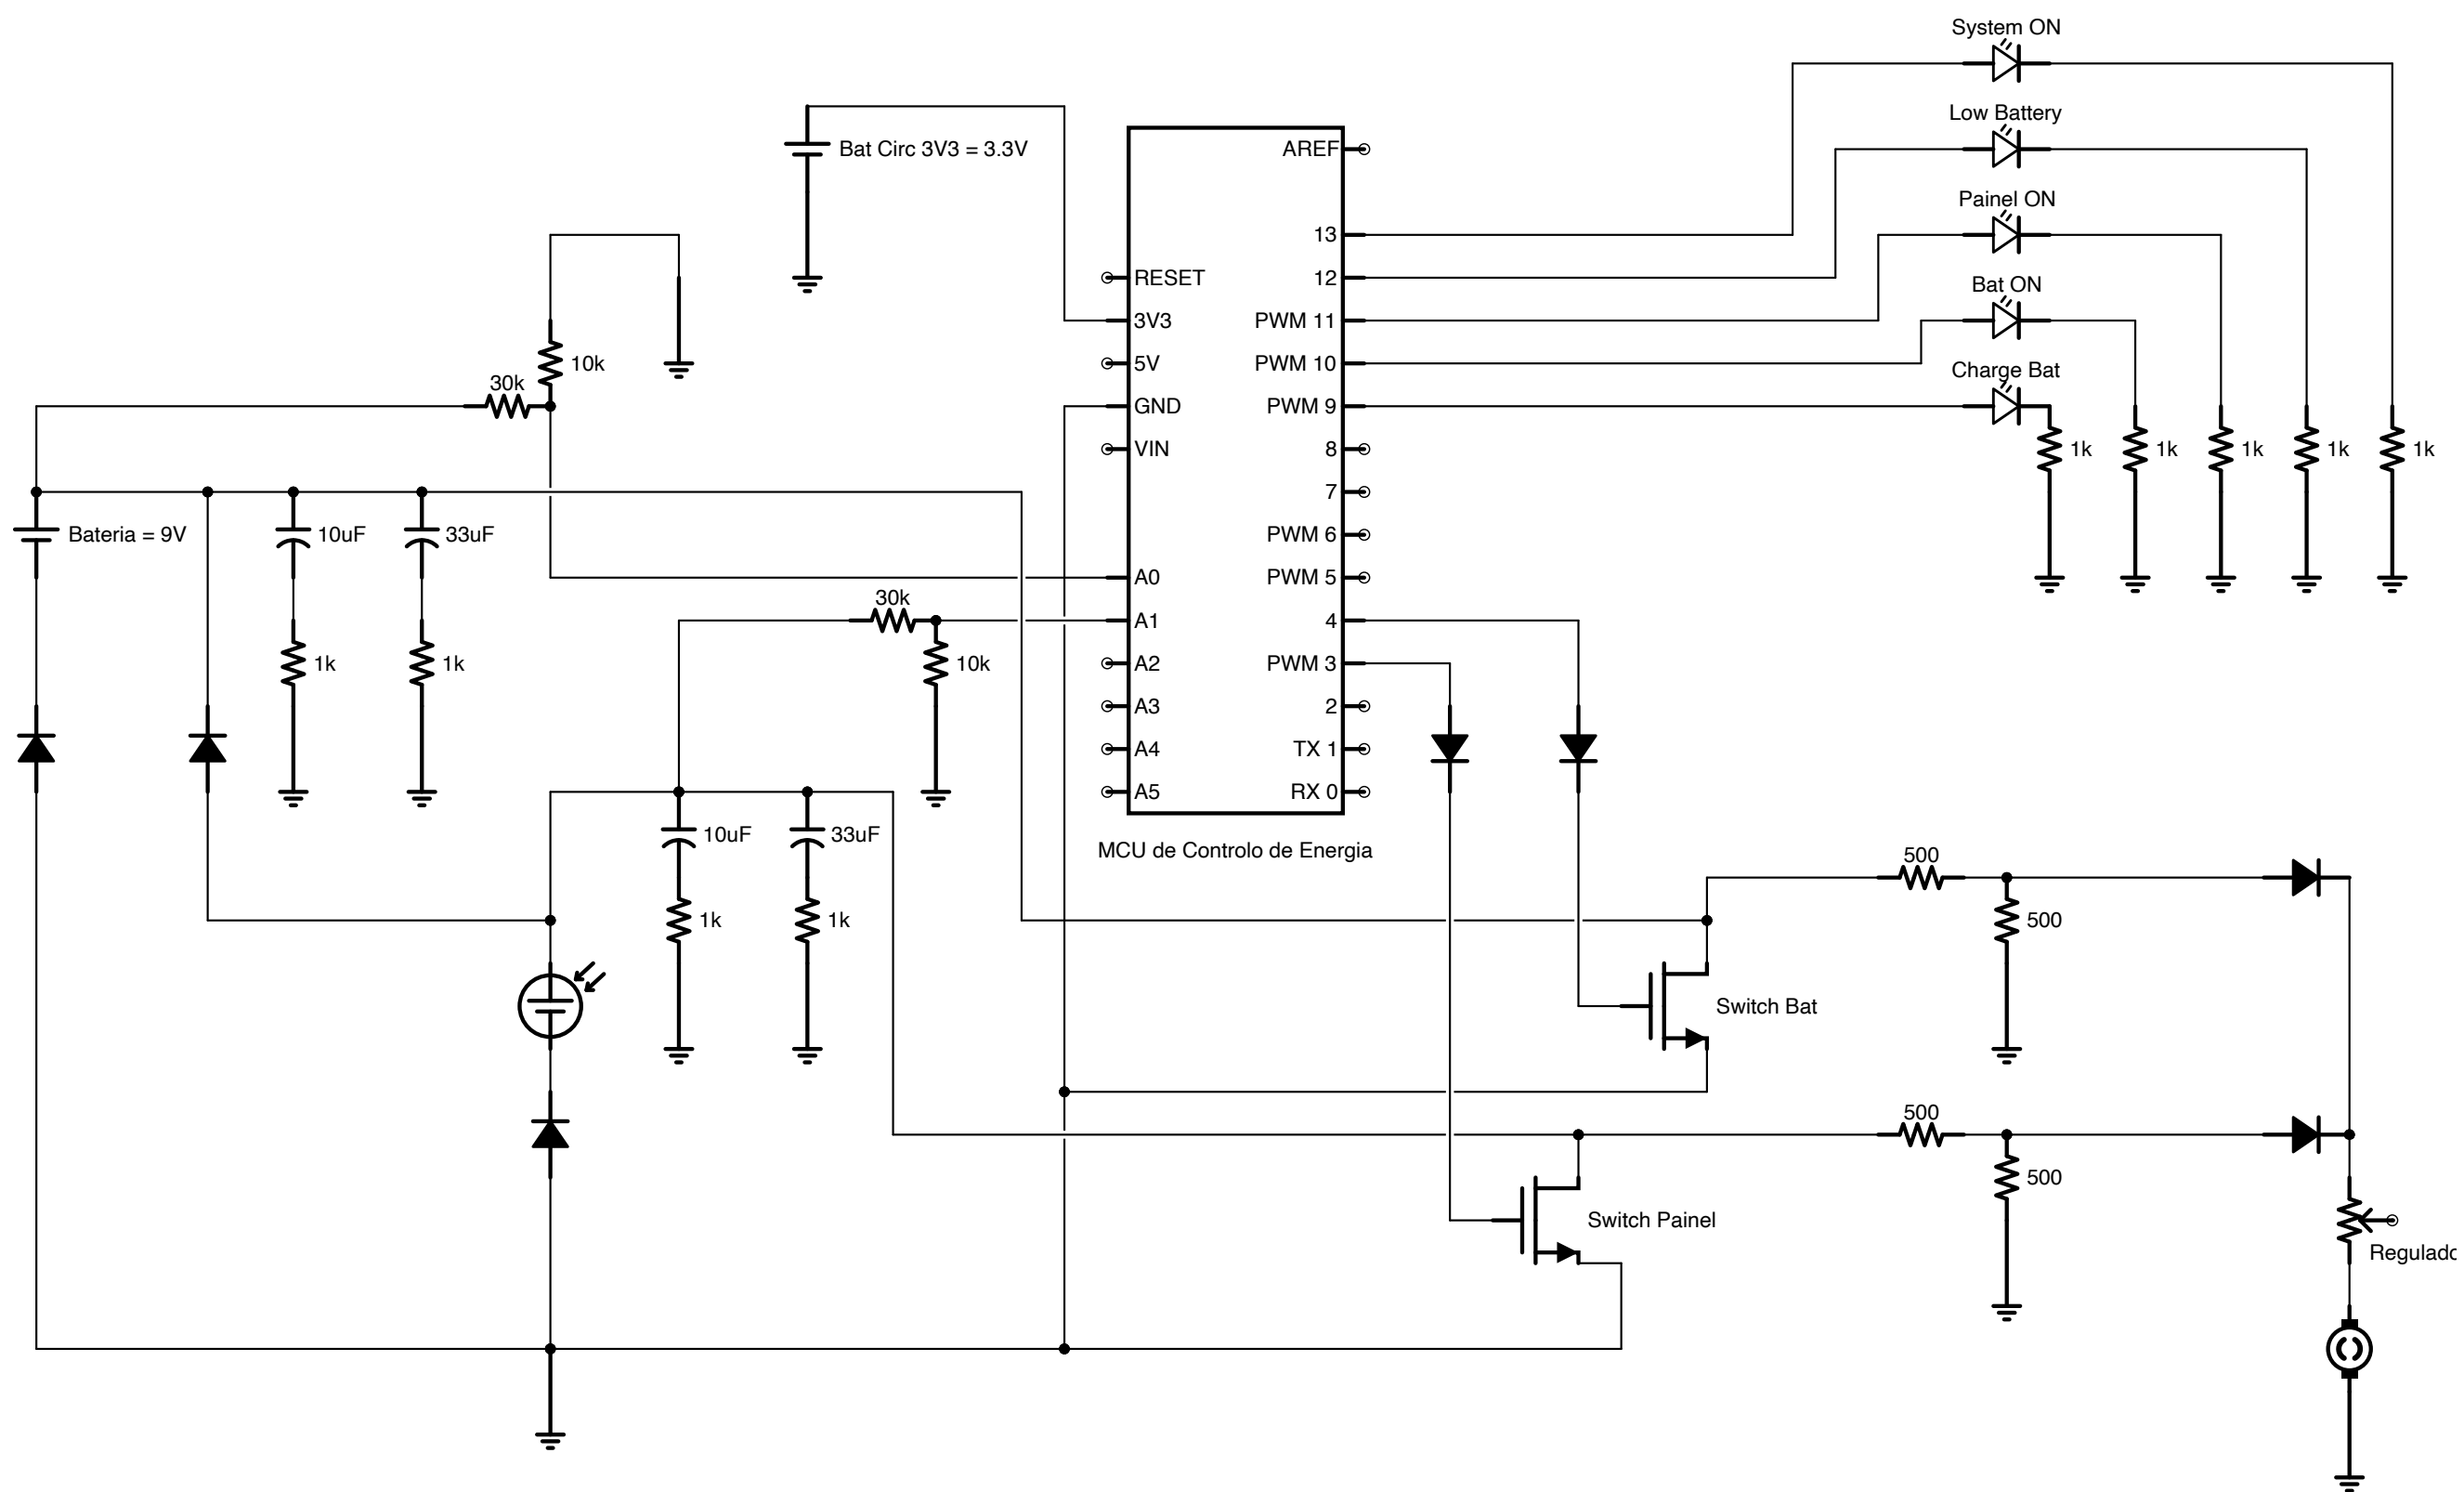 System ON
Low Battery
Painel ON
Bat ON
Charge Bat
Bat Circ 3V3 = 3.3V
AREF
13
12
PWM 11
PWM 10
PWM 9
8
7
PWM 6
PWM 5
4
PWM 3
2
TX 1
RX 0
RESET
3V3
5V
GND
VIN
A0
A1
A2
A3
A4
A5
MCU de Controlo de Energia
10k
30k
Bateria = 9V
10uF
33uF
1k
1k
30k
10k
10uF
33uF
1k
1k
1k
1k
1k
1k
1k
500
500
Switch Bat
500
500
Switch Painel